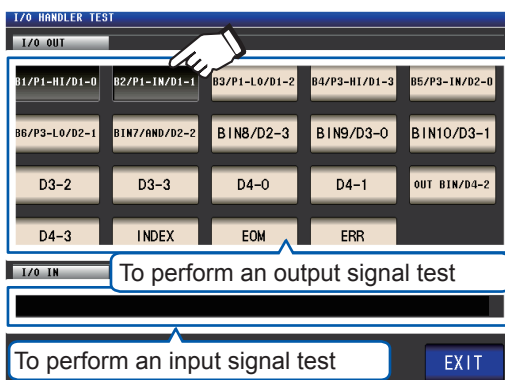 I/O HANDLER TEST
I/O OUT
B1/P1-HI/D1-0 B2/P1-IN/D1-1 B3/P1-LO/D1-2 B4/P3-HI/D1-3 B5/P3-IN/D2-0
B6/P3-LO/D2-1 BIN7/AND/D2-2 BIN8/D2-3 BIN9/D3-0 BIN10/D3-1
D3-2 D3-3 D4-0 D4-1 OUT BIN/D4-2
D4-3 INDEX EOM ERR
I/O IN To perform an output signal test
To perform an input signal test EXIT